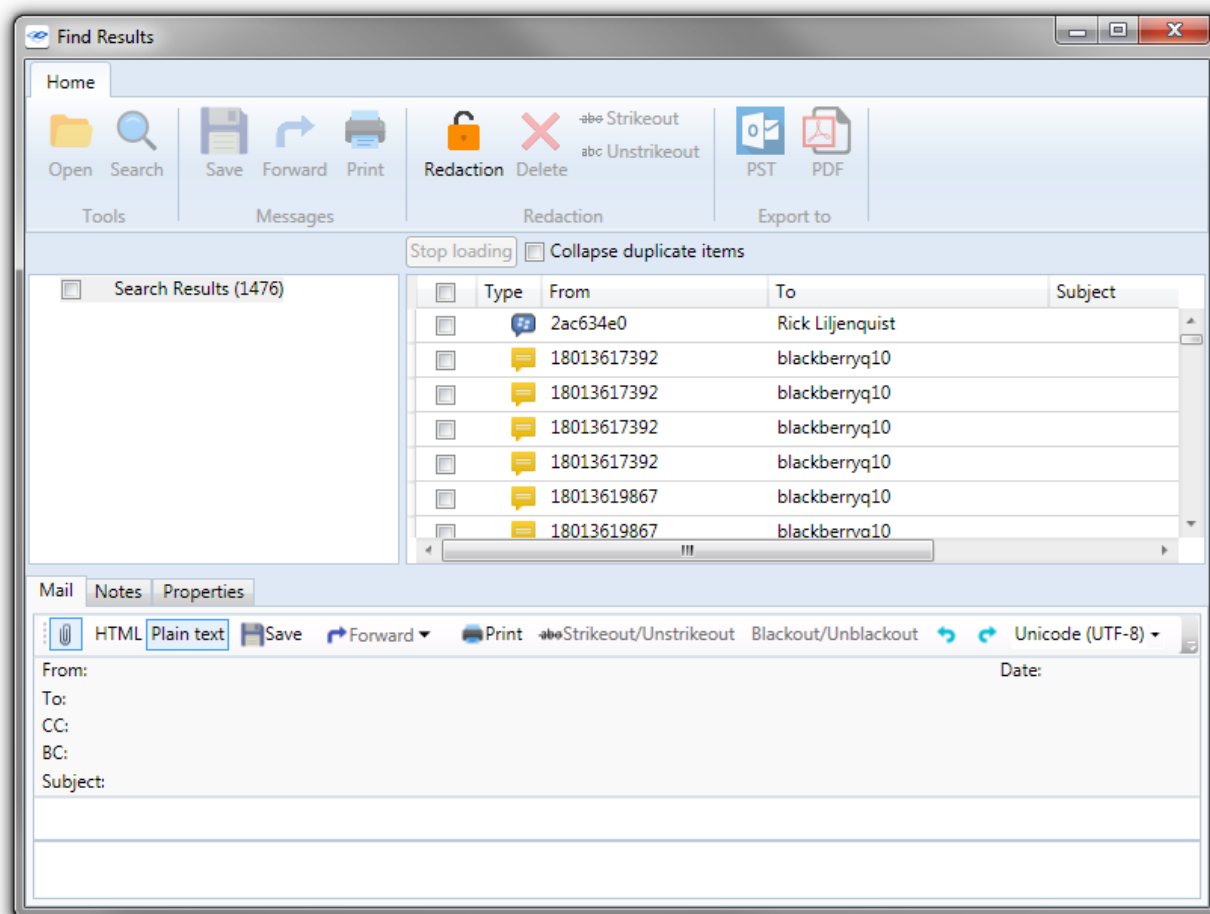 Find Results
Home
Open Search Save Forward Print Redaction Delete abc Strikeout abc Unstrikeout PST PDF
Tools Messages Redaction Export to
Stop loading Collapse duplicate items
Search Results (1476)
Type From To Subject
2ac634e0 Rick Liljenquist
18013617392 blackberryq10
18013617392 blackberryq10
18013617392 blackberryq10
18013617392 blackberryq10
18013619867 blackberryq10
18013619867 blackberryq10
Mail Notes Properties
HTML Plain text Save Forward Print abc Strikeout/Unstrikeout Blackout/Unblackout Unicode (UTF-8)
From: Date:
To:
CC:
BC:
Subject: